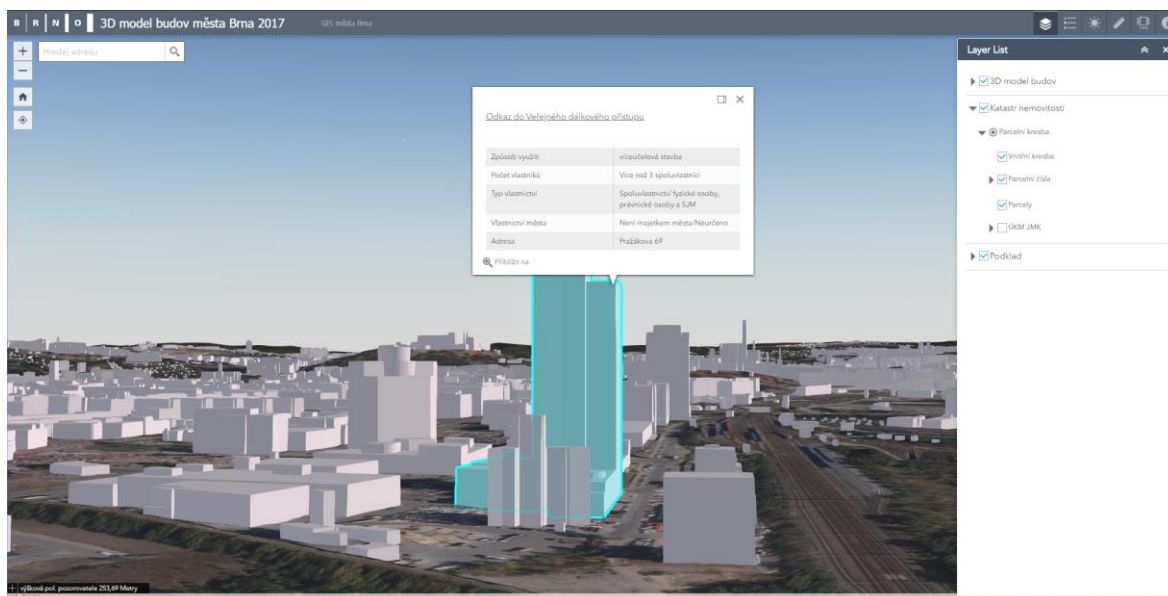 B R N O 3D model budov města Brna 2017 GIS města Brna
Hledej adresu
Layer List
3D model budov
Katastr nemovitostí
Parcelní kresba
Vnitřní kresba
Parcelní čísla
Parcely
ÚKM JMK
Podklad
Odkaz do Veřejného dálkového přístupu
Způsob využití víceúčelová stavba
Počet vlastníků Více než 3 spoluvlastníci
Typ vlastnictví Spoluvlastnictví fyzické osoby,
právnické osoby a SJM
Vlastnictví města Není majetkem města/Neurčeno
Adresa Pražákova 69
Přiblížit na
výšková pol. pozorovatele 253,69 Metry